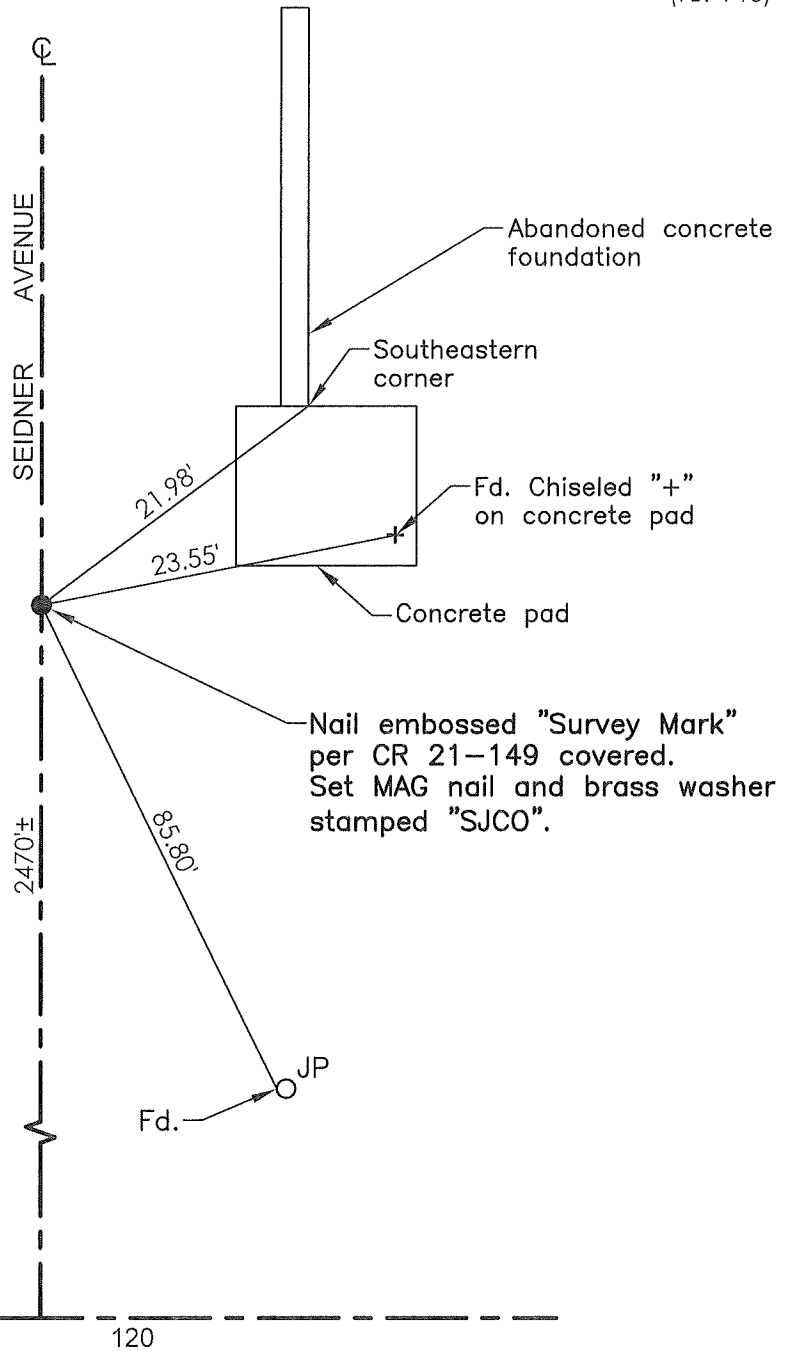 ℄
SEIDNER AVENUE
Abandoned concrete
foundation
Southeastern
corner
21.98'
Fd. Chiseled "+"
on concrete pad
23.55'
Concrete pad
Nail embossed "Survey Mark"
per CR 21-149 covered.
Set MAG nail and brass washer
stamped "SJCO".
2470'±
85.80'
JP
Fd.
120